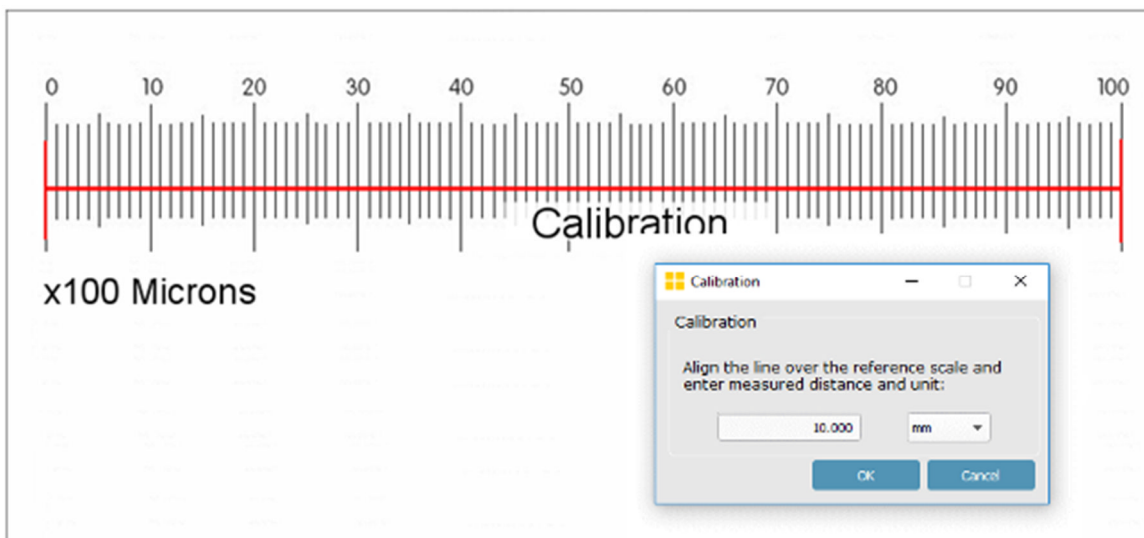 0 10 20 30 40 50 60 70 80 90 100
Calibration
x100 Microns
Calibration
Calibration
Align the line over the reference scale and
enter measured distance and unit:
10.000 mm
OK Cancel